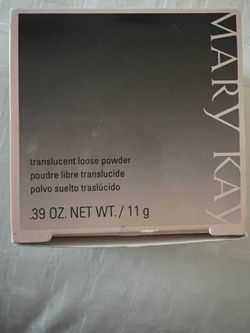 MARY KAY
translucent loose powder
poudre libre translucide
polvo suelto traslúcido
.39 OZ. NET WT. / 11 g